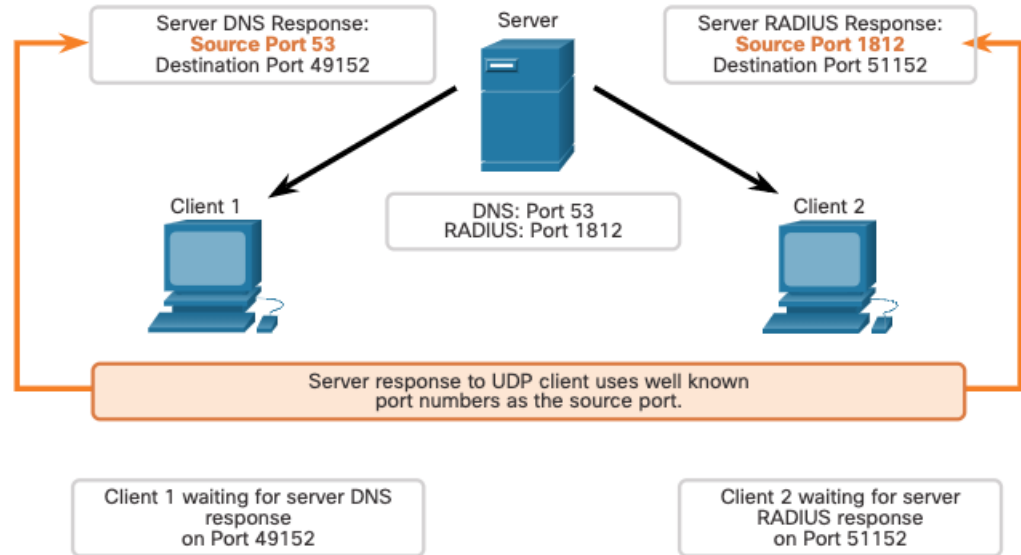 Server DNS Response:
Source Port 53
Destination Port 49152
Server
Server RADIUS Response:
Source Port 1812
Destination Port 51152
Client 1
DNS: Port 53
RADIUS: Port 1812
Client 2
Server response to UDP client uses well known
port numbers as the source port.
Client 1 waiting for server DNS
response
on Port 49152
Client 2 waiting for server
RADIUS response
on Port 51152